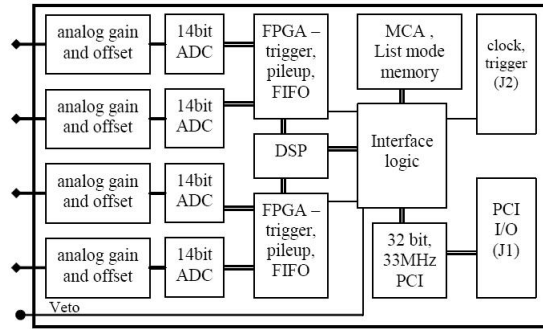 analog gain
and offset
14bit
ADC
FPGA –
trigger,
pileup,
FIFO
MCA ,
List mode
memory
clock,
trigger
(J2)
analog gain
and offset
14bit
ADC
DSP
Interface
logic
analog gain
and offset
14bit
ADC
FPGA –
trigger,
pileup,
FIFO
PCI
I/O
(J1)
analog gain
and offset
14bit
ADC
32 bit,
33MHz
PCI
Veto